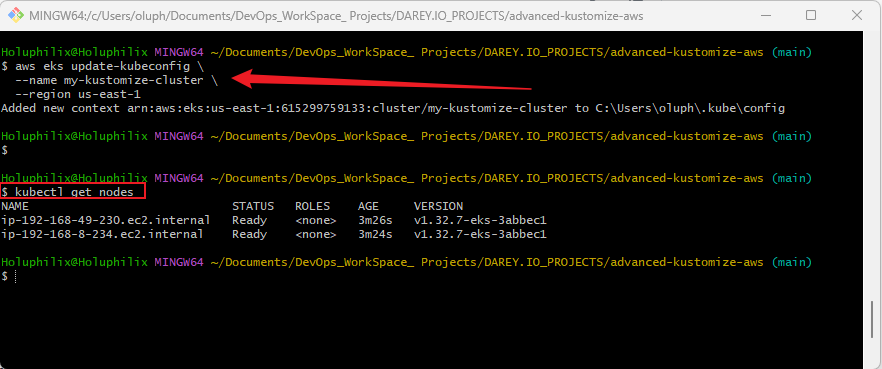 MINGW64:/c/Users/oluph/Documents/DevOps_WorkSpace_ Projects/DAREY.IO_PROJECTS/advanced-kustomize-aws
Holuphilix@Holuphilix MINGW64 ~/Documents/DevOps_WorkSpace_ Projects/DAREY.IO_PROJECTS/advanced-kustomize-aws (main)
$ aws eks update-kubeconfig \
--name my-kustomize-cluster \
--region us-east-1
Added new context arn:aws:eks:us-east-1:615299759133:cluster/my-kustomize-cluster to C:\Users\oluph\.kube\config
Holuphilix@Holuphilix MINGW64 ~/Documents/DevOps_WorkSpace_ Projects/DAREY.IO_PROJECTS/advanced-kustomize-aws (main)
$
Holuphilix@Holuphilix MINGW64 ~/Documents/DevOps_WorkSpace_ Projects/DAREY.IO_PROJECTS/advanced-kustomize-aws (main)
$ kubectl get nodes
NAME STATUS ROLES AGE VERSION
ip-192-168-49-230.ec2.internal Ready <none> 3m26s v1.32.7-eks-3abbec1
ip-192-168-8-234.ec2.internal Ready <none> 3m24s v1.32.7-eks-3abbec1
Holuphilix@Holuphilix MINGW64 ~/Documents/DevOps_WorkSpace_ Projects/DAREY.IO_PROJECTS/advanced-kustomize-aws (main)
$